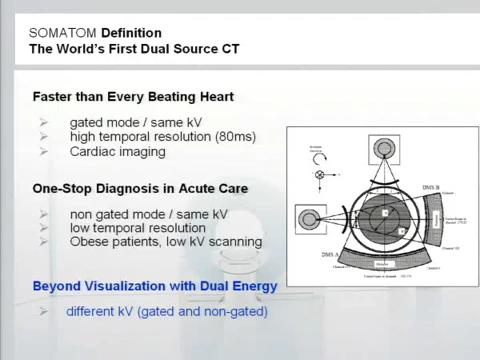 SOMATOM Definition
The World's First Dual Source CT
Faster than Every Beating Heart
gated mode / same kV
high temporal resolution (80ms)
Cardiac imaging
One-Stop Diagnosis in Acute Care
non gated mode / same kV
low temporal resolution
Obese patients, low kV scanning
Beyond Visualization with Dual Energy
different kV (gated and non-gated)
DMS B
DMS A